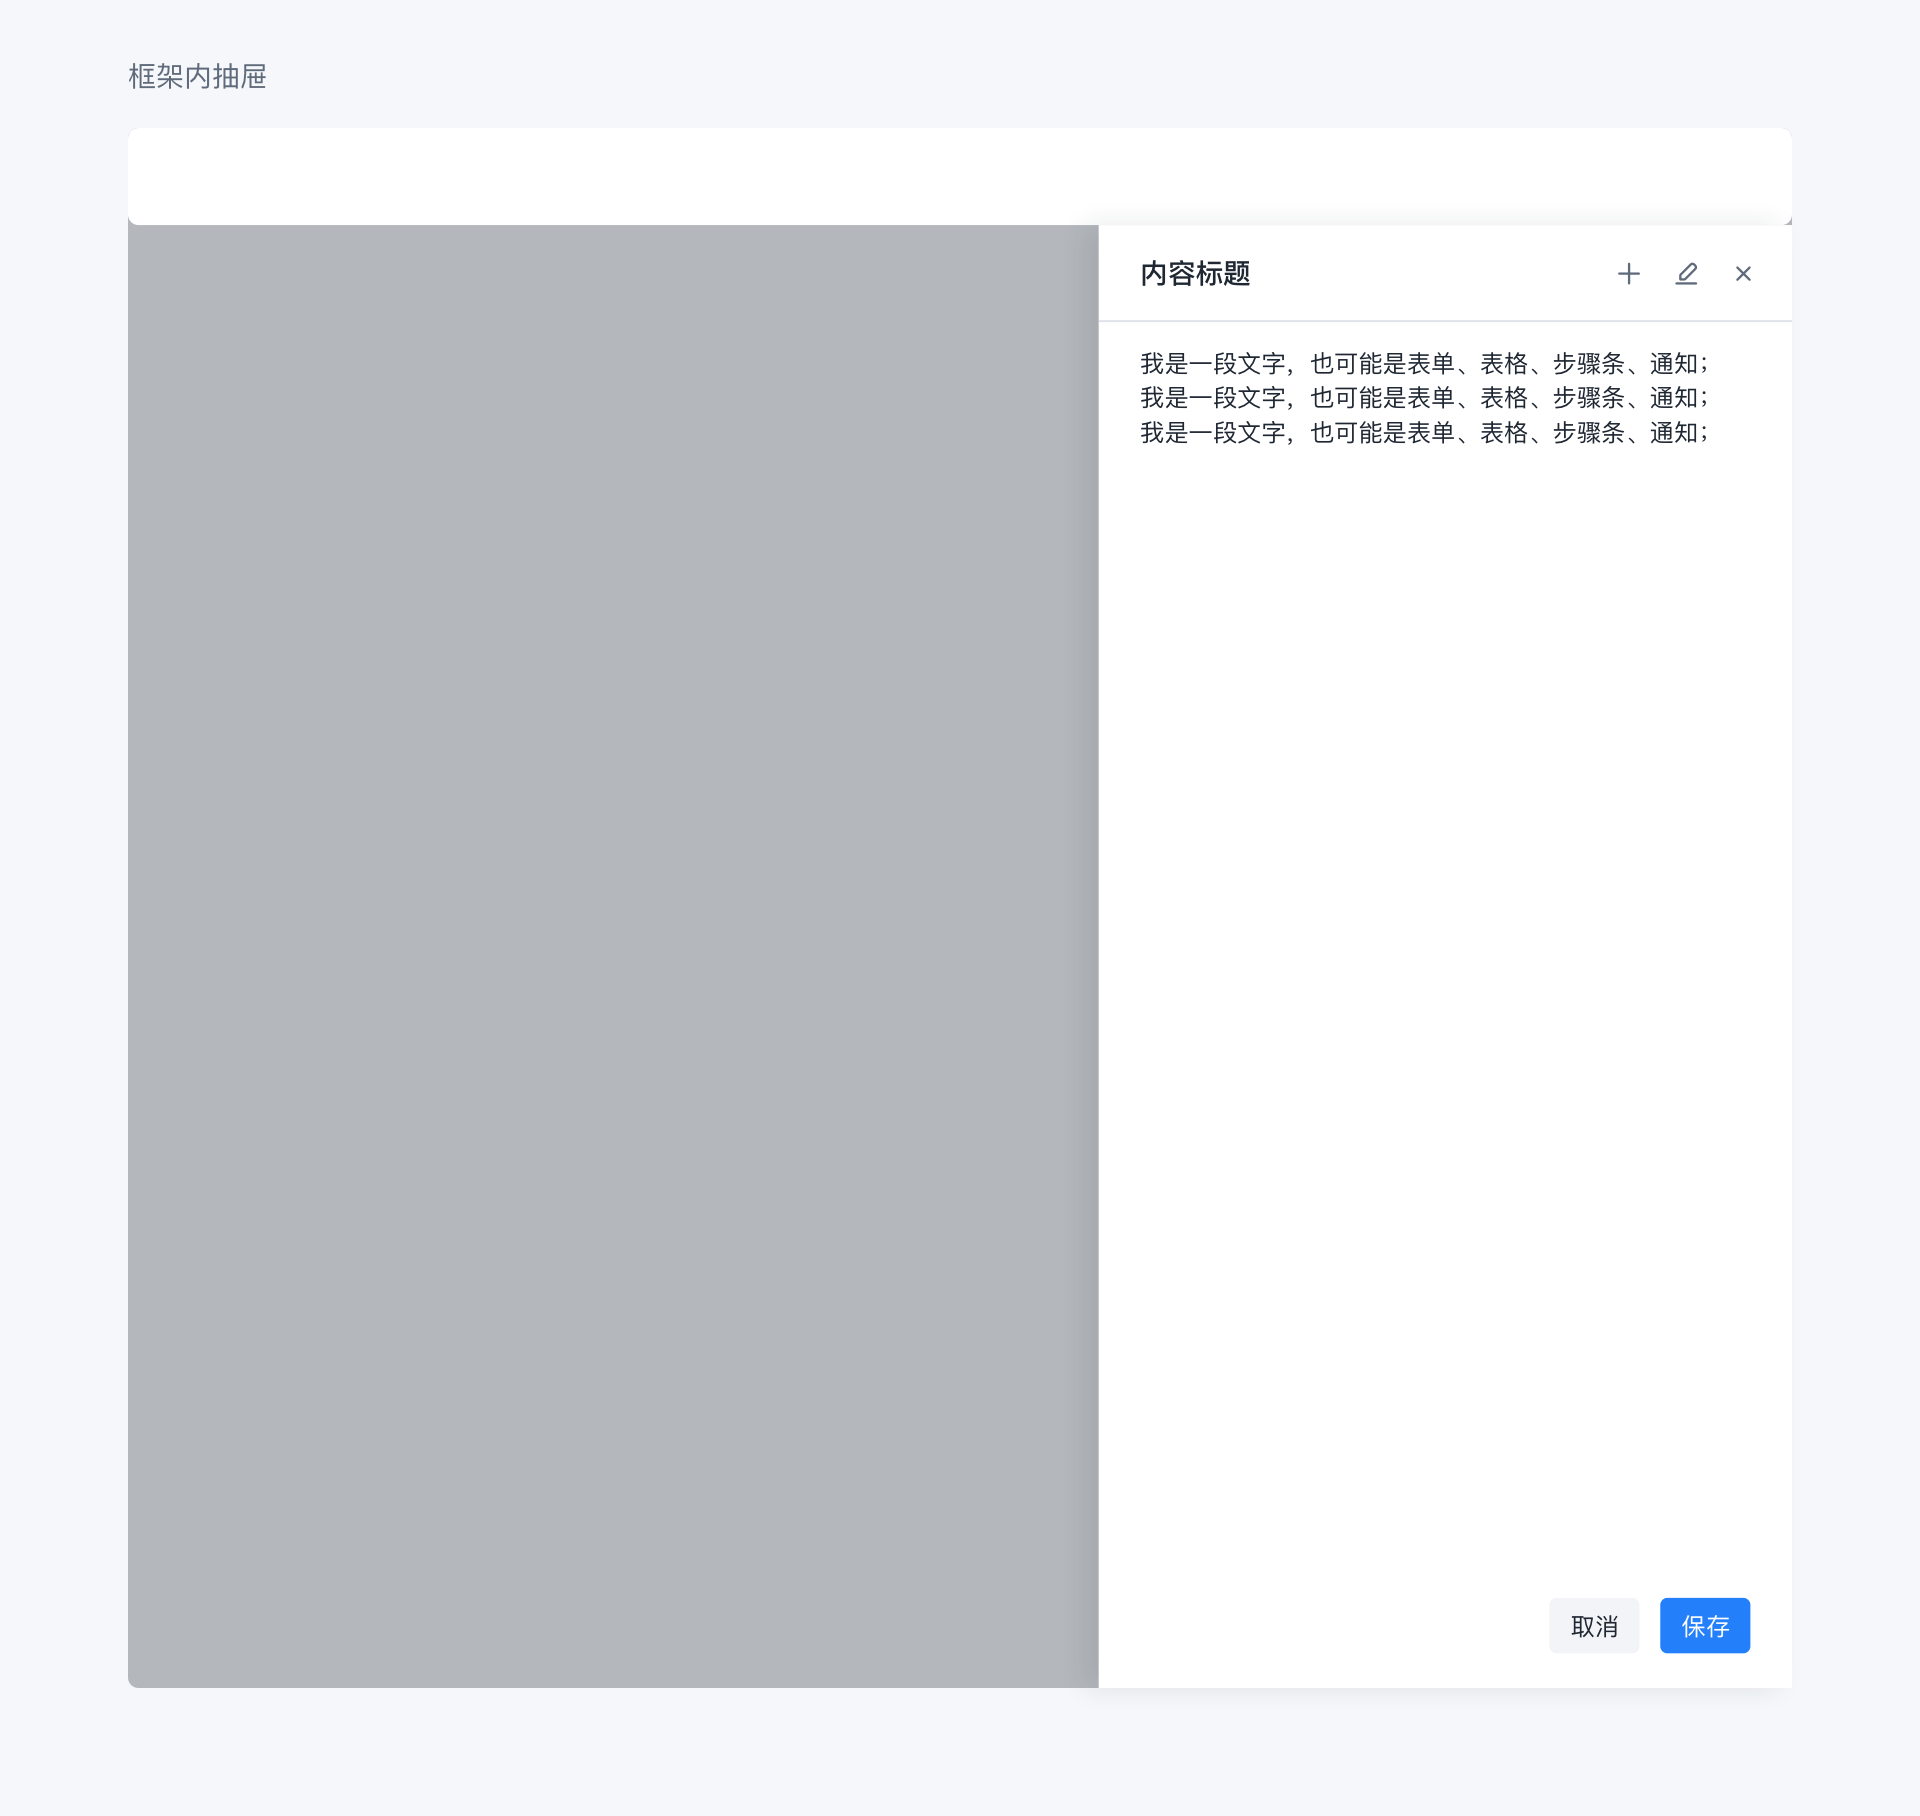 框架内抽屉
内容标题
我是一段文字，也可能是表单、表格、步骤条、通知；
我是一段文字，也可能是表单、表格、步骤条、通知；
我是一段文字，也可能是表单、表格、步骤条、通知；
取消
保存